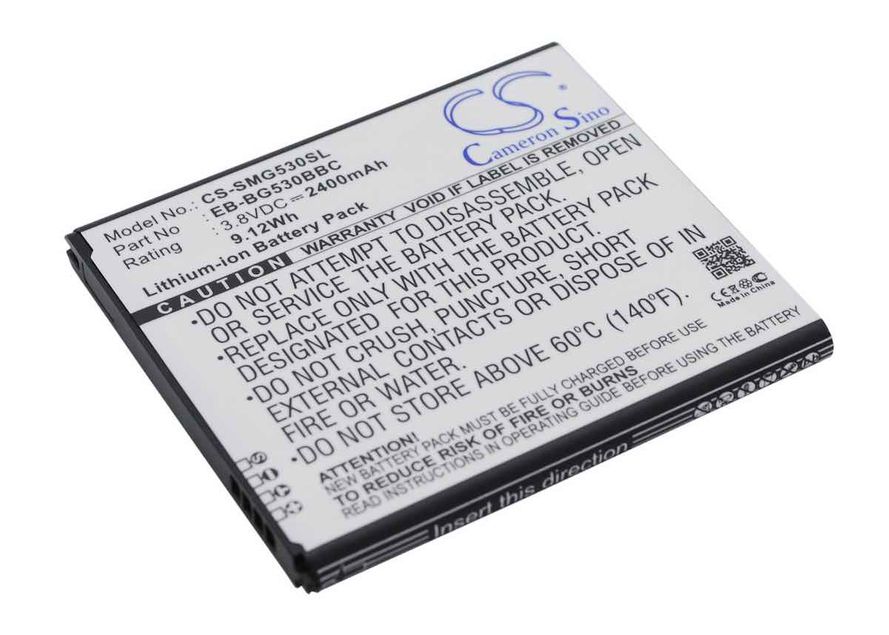 CS
Cameron Sino
Model No.: CS-SMG530SL
Part No : EB-BG530BBC
Rating : 3.8VDC 2400mAh
9.12Wh
Lithium-ion Battery Pack
CAUTION WARRANTY VOID IF REMOVED
•DO NOT ATTEMPT TO DISASSEMBLE, OPEN
OR SERVICE THE BATTERY PACK.
•REPLACE ONLY WITH THE BATTERY PACK
DESIGNATED FOR THIS PRODUCT.
•DO NOT CRUSH, PUNCTURE, SHORT
EXTERNAL CONTACTS OR DISPOSE OF IN
FIRE OR WATER.
•DO NOT STORE ABOVE 60°C (140°F).
CE
Made In China
ATTENTION!
NEW BATTERY PACK MUST BE FULLY CHARGED BEFORE USE
TO REDUCE RISK OF FIRE OR BURNS
READ INSTRUCTIONS IN OPERATING GUIDE BEFORE USING THE BATTERY
Insert this direction